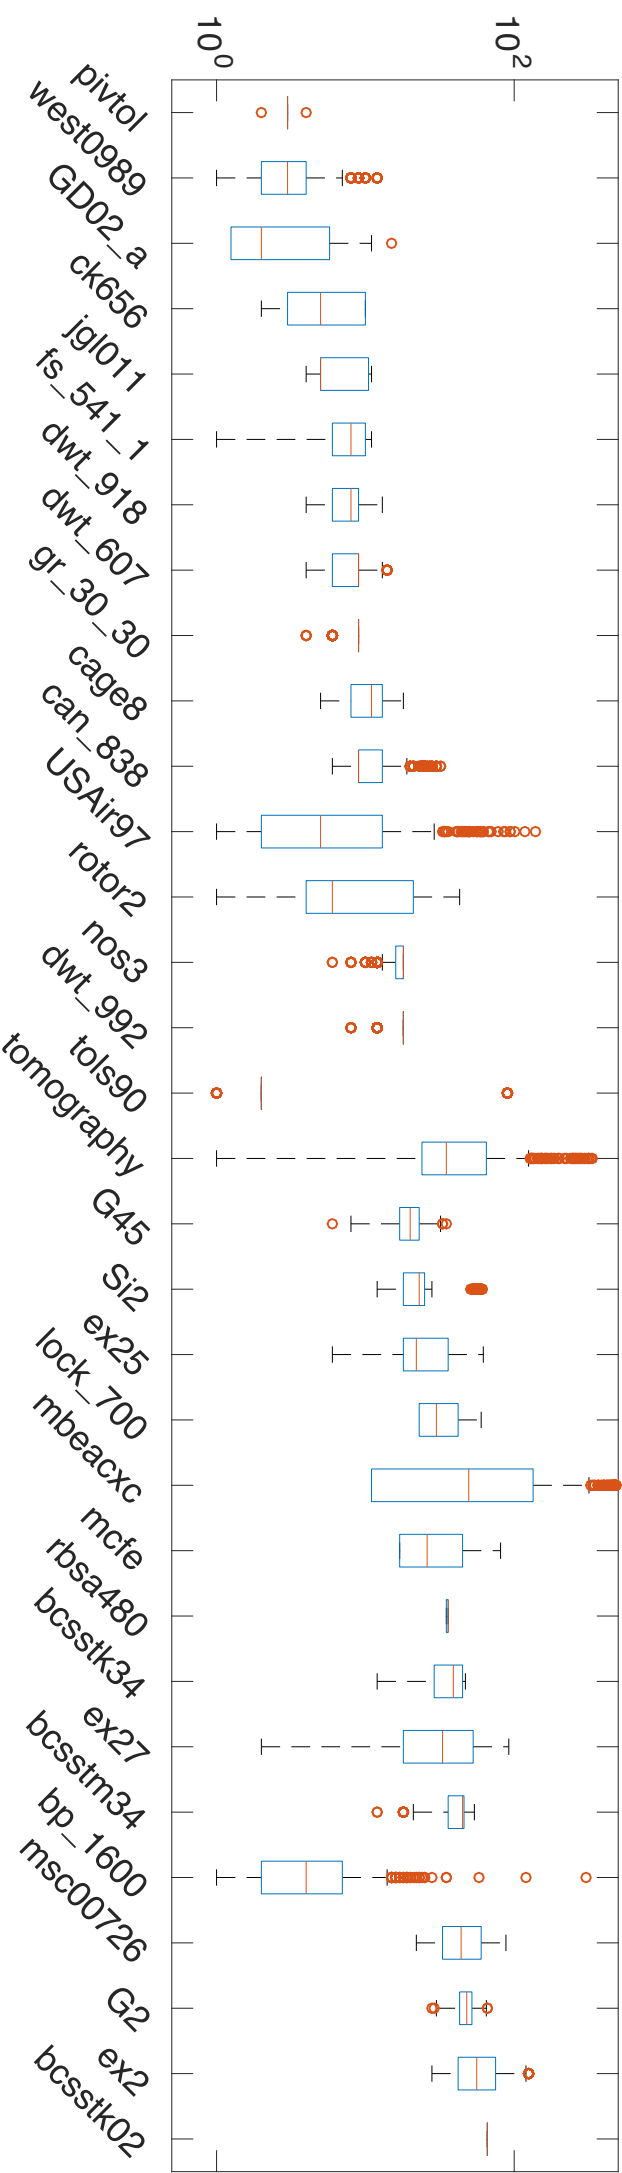 10^0
10^2
pivtol
west0989
GD02_a
ck656
jgl011
fs_541_1
dwt_918
dwt_607
gr_30_30
cage8
can_838
USAir97
rotor2
nos3
dwt_992
tols90
tomography
G45
Si2
ex25
lock_700
mbeacxc
mcfe
rbsa480
bcsstk34
ex27
bcsstm34
bp_1600
msc00726
G2
ex2
bcsstk02